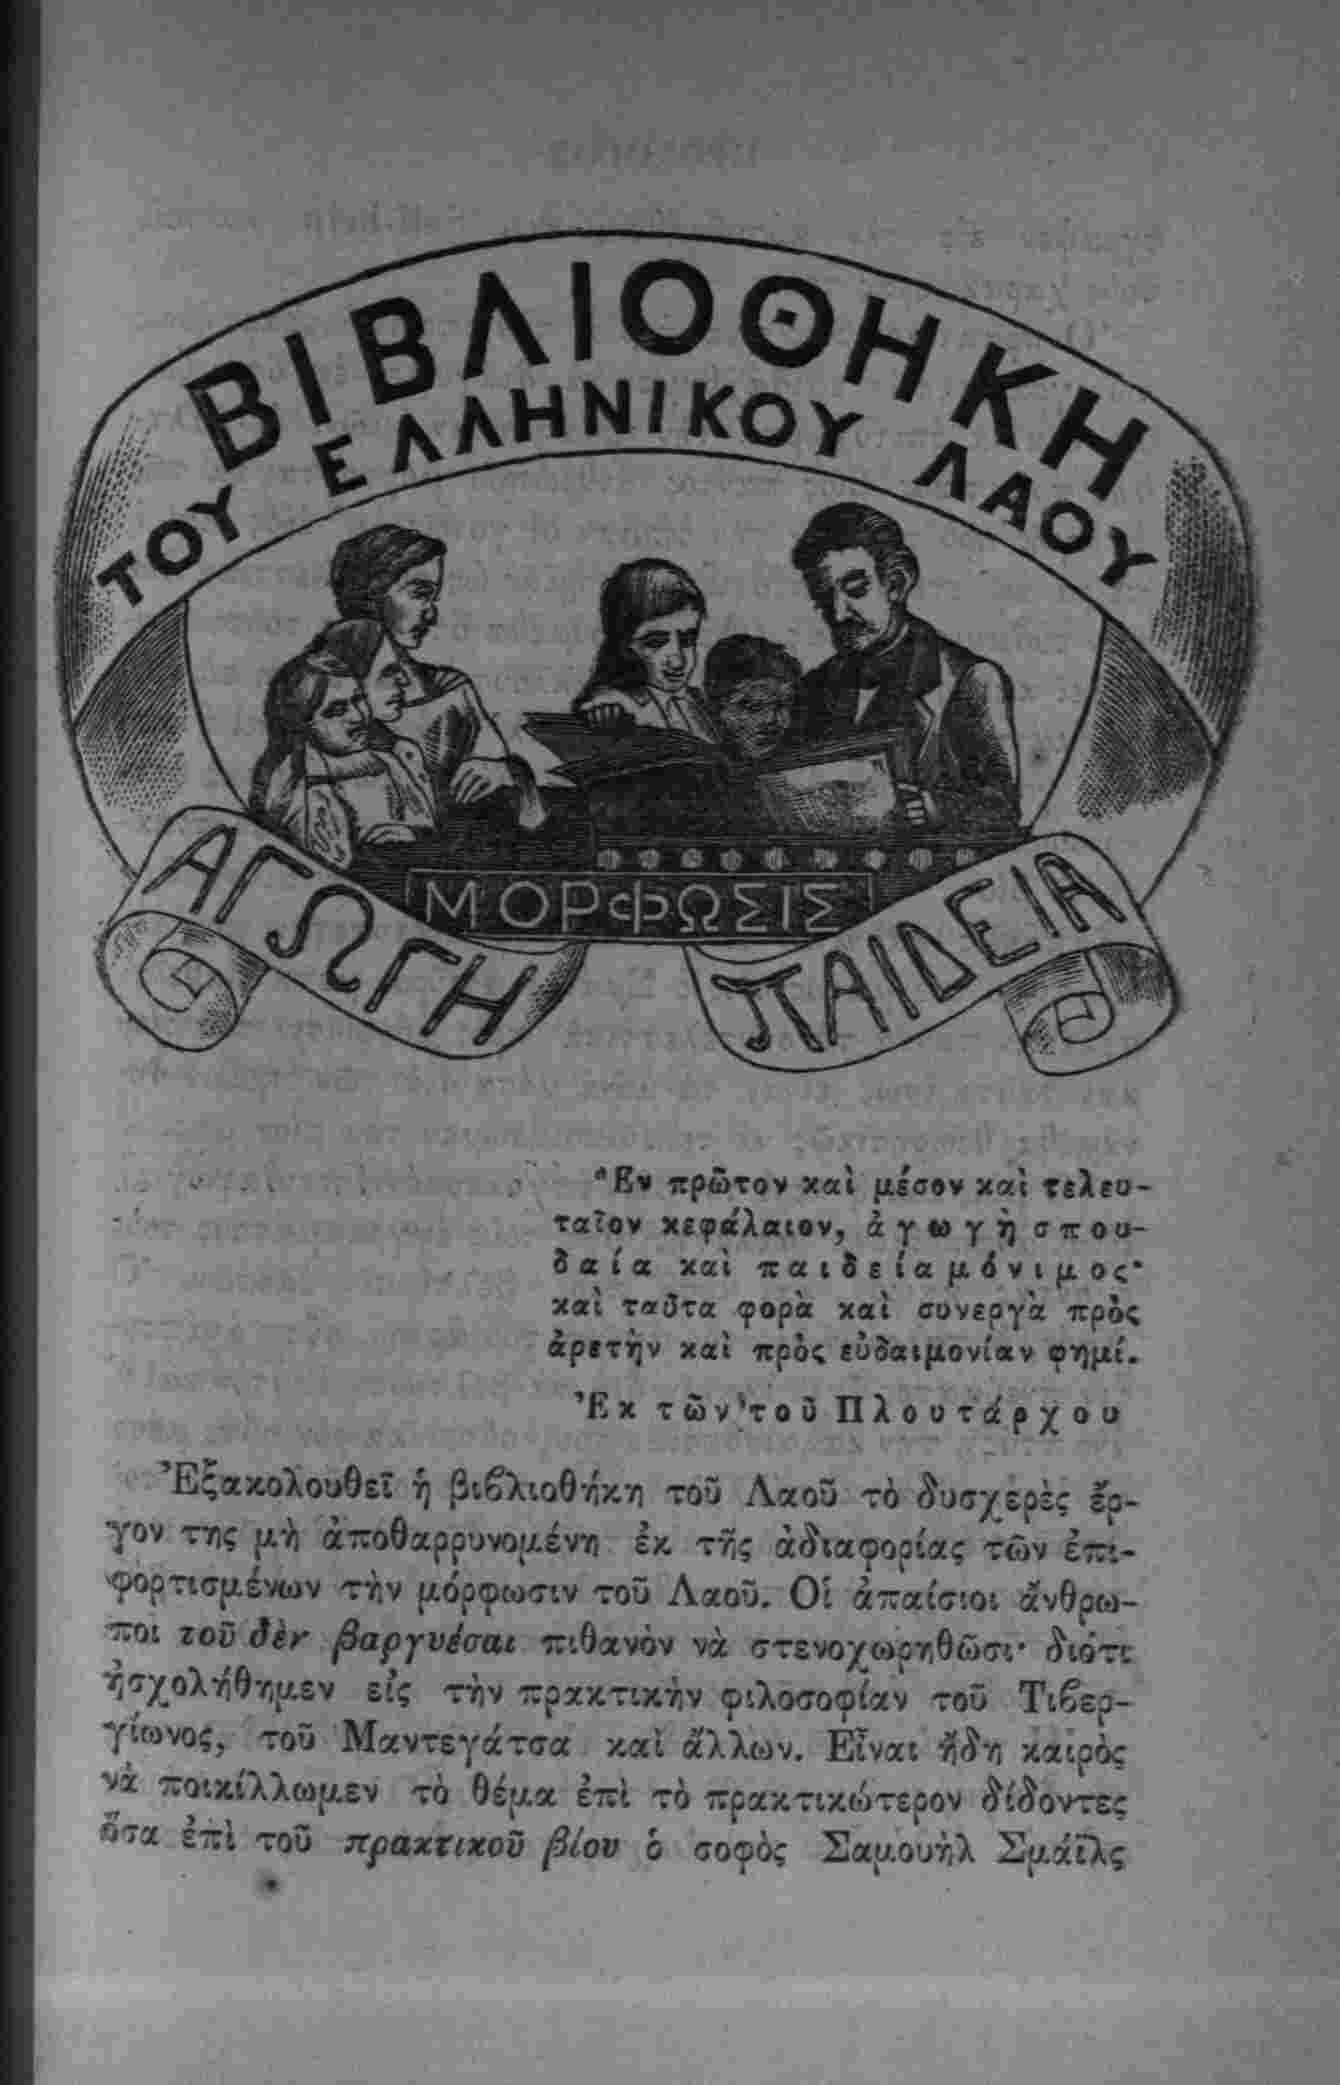 ΒΙΒΛΙΟΘΗΚΗ
ΤΟΥ ΕΛΛΗΝΙΚΟΥ ΛΑΟΥ
ΑΓΩΓΗ
ΜΟΡΦΩΣΙΣ
ΠΑΙΔΕΙΑ
Ἓν πρῶτον καὶ μέσον καὶ τελευ-
ταῖον κεφάλαιον, ἀγωγὴ σπου-
δαία καὶ παιδεία μόνιμος·
καὶ ταῦτα φορὰ καὶ συνεργὰ πρὸς
ἀρετὴν καὶ πρὸς εὐδαιμονίαν φημί.
Ἐκ τῶν τοῦ Πλουτάρχου
Ἐξακολουθεῖ ἡ βιβλιοθήκη τοῦ Λαοῦ τὸ δυσχερὲς ἔρ-
γον της μὴ ἀποθαρρυνομένη ἐκ τῆς ἀδιαφορίας τῶν ἐπι-
φορτισμένων τὴν μόρφωσιν τοῦ Λαοῦ. Οἱ ἀπαίσιοι ἄνθρω-
ποι τοῦ δὲν βαργυέσαι πιθανὸν νὰ στενοχωρηθῶσι· διότι
ἠσχολήθημεν εἰς τὴν πρακτικὴν φιλοσοφίαν τοῦ Τιβερ-
γίωνος, τοῦ Μαντεγάτσα καὶ ἄλλων. Εἶναι ἤδη καιρὸς
νὰ ποικίλλωμεν τὸ θέμα ἐπὶ τὸ πρακτικώτερον δίδοντες
ὅσα ἐπὶ τοῦ πρακτικοῦ βίου ὁ σοφὸς Σαμουὴλ Σμάϊλς